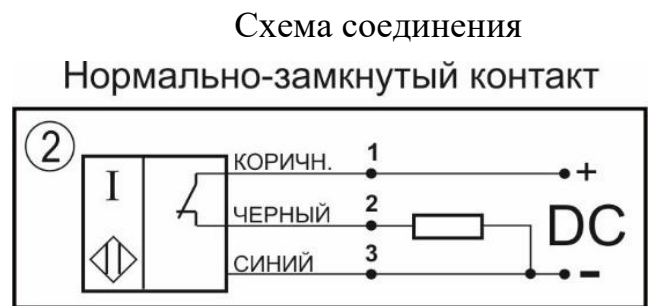 Схема соединения
Нормально-замкнутый контакт
2
I
КОРИЧН. 1 +
ЧЕРНЫЙ 2 DC
СИНИЙ 3 -